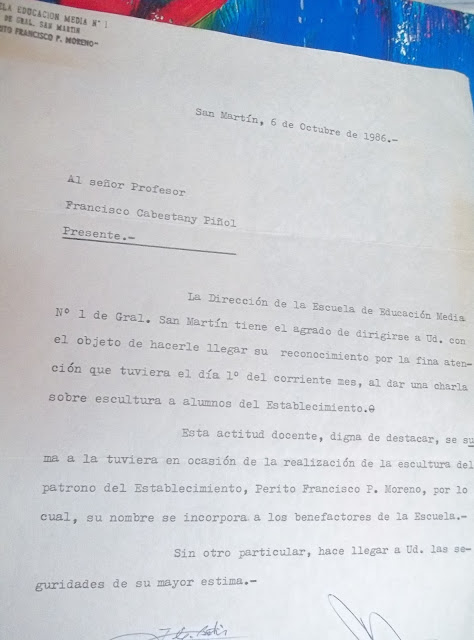 LA EDUCACION MEDIA N° 1
DE GRAL. SAN MARTIN
ITO FRANCISCO P. MORENO"
San Martín, 6 de Octubre de 1986.-
Al señor Profesor
Francisco Cabestany Piñol
Presente.-
La Dirección de la Escuela de Educación Media
N° 1 de Gral. San Martín tiene el agrado de dirigirse a Ud. con
el objeto de hacerle llegar su reconocimiento por la fina aten-
ción que tuviera el día 1° del corriente mes, al dar una charla
sobre escultura a alumnos del Establecimiento.
Esta actitud docente, digna de destacar, se su
ma a la tuviera en ocasión de la realización de la escultura del
patrono del Establecimiento, Perito Francisco P. Moreno, por lo
cual, su nombre se incorpora a los benefactores de la Escuela.-
Sin otro particular, hace llegar a Ud. las se-
guridades de su mayor estima.-